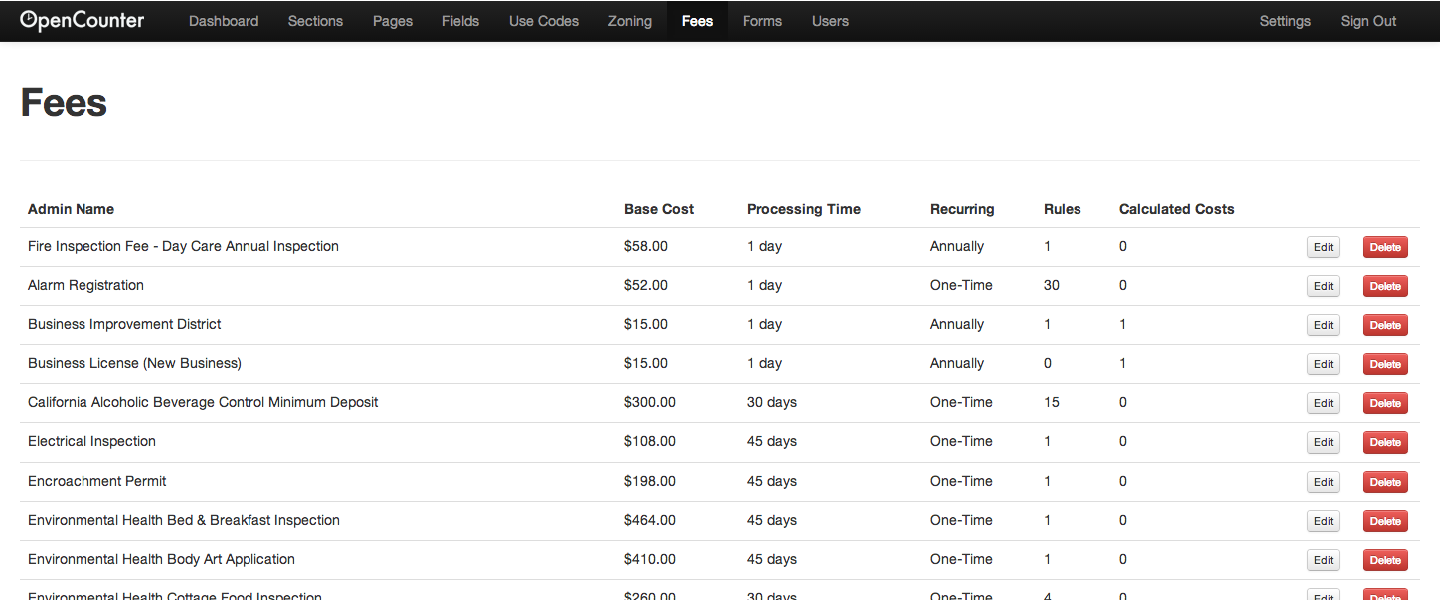 OpenCounter Dashboard Sections Pages Fields Use Codes Zoning Fees Forms Users Settings Sign Out
Fees
Admin Name Base Cost Processing Time Recurring Rules Calculated Costs
Fire Inspection Fee - Day Care Annual Inspection $58.00 1 day Annually 1 0 Edit Delete
Alarm Registration $52.00 1 day One-Time 30 0 Edit Delete
Business Improvement District $15.00 1 day Annually 1 1 Edit Delete
Business License (New Business) $15.00 1 day Annually 0 1 Edit Delete
California Alcoholic Beverage Control Minimum Deposit $300.00 30 days One-Time 15 0 Edit Delete
Electrical Inspection $108.00 45 days One-Time 1 0 Edit Delete
Encroachment Permit $198.00 45 days One-Time 1 0 Edit Delete
Environmental Health Bed & Breakfast Inspection $464.00 45 days One-Time 1 0 Edit Delete
Environmental Health Body Art Application $410.00 45 days One-Time 1 0 Edit Delete
Environmental Health Cottage Food Inspection $260.00 30 days One-Time 4 0 Edit Delete